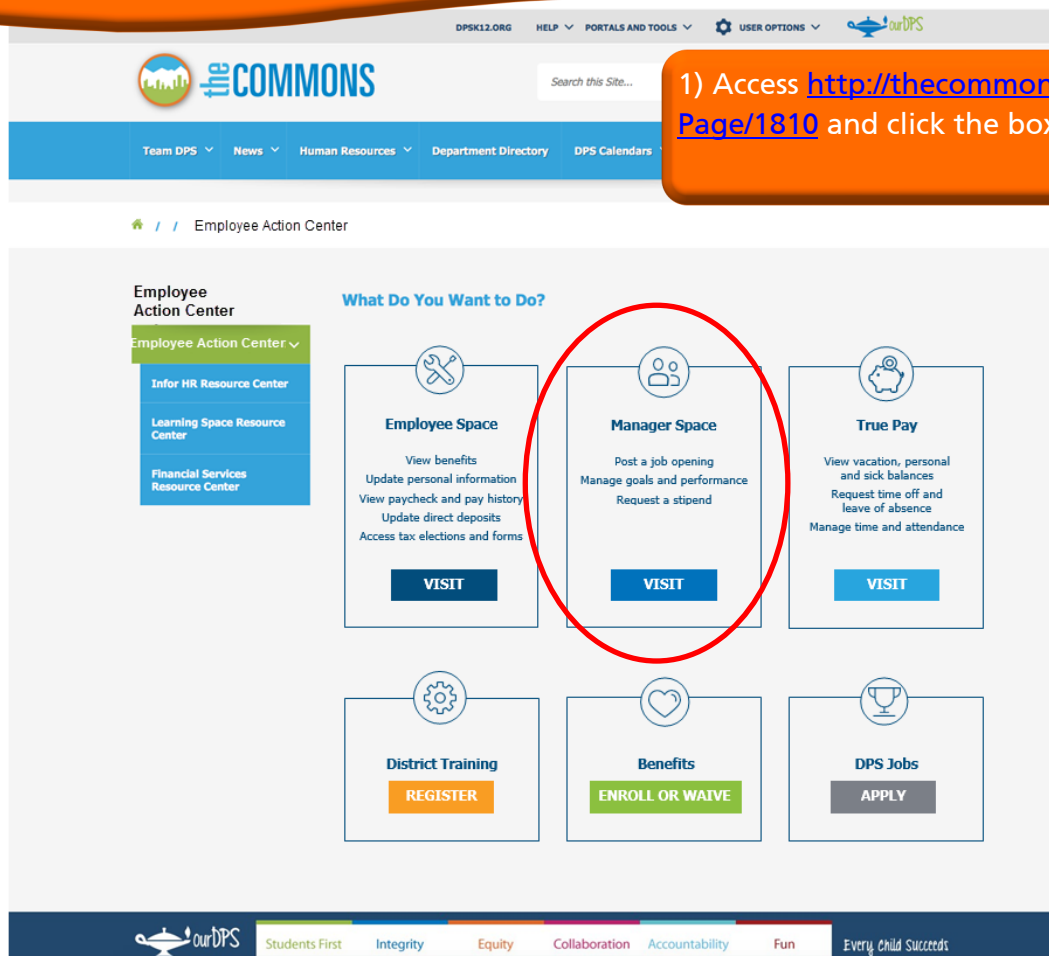 DPSK12.ORG HELP PORTALS AND TOOLS USER OPTIONS ourDPS
the COMMONS
Search this Site...
1) Access http://thecommon
Page/1810 and click the box
Team DPS News Human Resources Department Directory DPS Calendars
/ / Employee Action Center
Employee
Action Center
Employee Action Center
Infor HR Resource Center
Learning Space Resource
Center
Financial Services
Resource Center
What Do You Want to Do?
Employee Space
View benefits
Update personal information
View paycheck and pay history
Update direct deposits
Access tax elections and forms
VISIT
Manager Space
Post a job opening
Manage goals and performance
Request a stipend
VISIT
True Pay
View vacation, personal
and sick balances
Request time off and
leave of absence
Manage time and attendance
VISIT
District Training
REGISTER
Benefits
ENROLL OR WAIVE
DPS Jobs
APPLY
ourDPS Students First Integrity Equity Collaboration Accountability Fun Every Child Succeeds